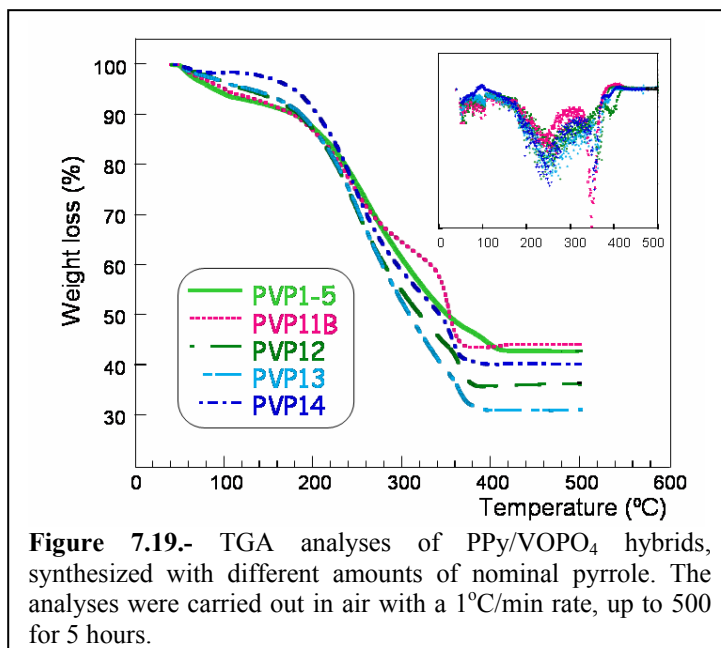 100
90
80
70
60
50
40
30
Weight loss (%)
0 100 200 300 400 500 600
Temperature (ºC)
PVP1-5
PVP11B
PVP12
PVP13
PVP14
0 100 200 300 400 500
Figure 7.19.- TGA analyses of PPy/VOPO₄ hybrids,
synthesized with different amounts of nominal pyrrole. The
analyses were carried out in air with a 1ºC/min rate, up to 500
for 5 hours.